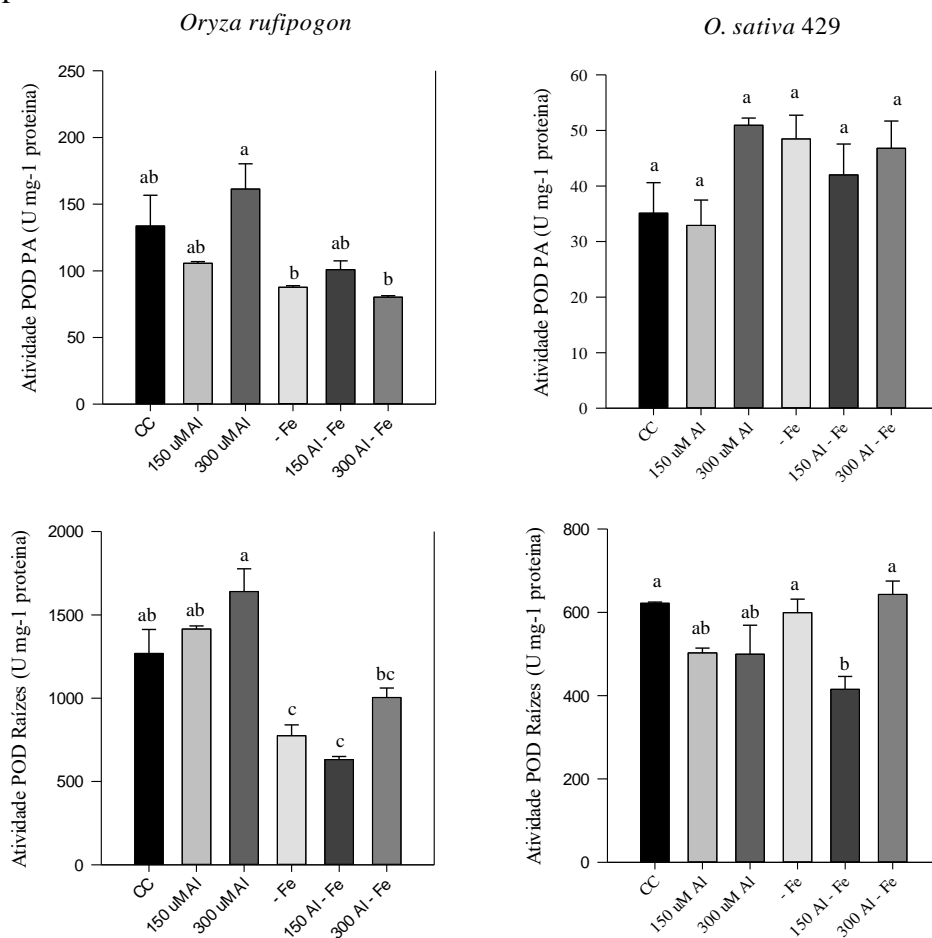 Oryza rufipogon
O. sativa 429
Atividade POD PA (U mg-1 proteina)
250
200
150
100
50
0
ab
ab
a
b
ab
b
CC
150 uMAl
300 uMAl
- Fe
150 Al - Fe
300 Al - Fe
Atividade POD PA (U mg-1 proteina)
60
50
40
30
20
10
0
a
a
a
a
a
a
CC
150 uM Al
300 uM Al
- Fe
150 Al - Fe
300 Al - Fe
Atividade POD Raízes (U mg-1 proteina)
2000
1500
1000
500
0
ab
ab
a
c
c
bc
CC
150 uMAl
300 uMAl
- Fe
150 Al - Fe
300 Al - Fe
Atividade POD Raízes (U mg-1 proteina)
800
600
400
200
0
a
ab
ab
a
b
a
CC
150 uM Al
300 uM Al
- Fe
150 Al - Fe
300 Al - Fe